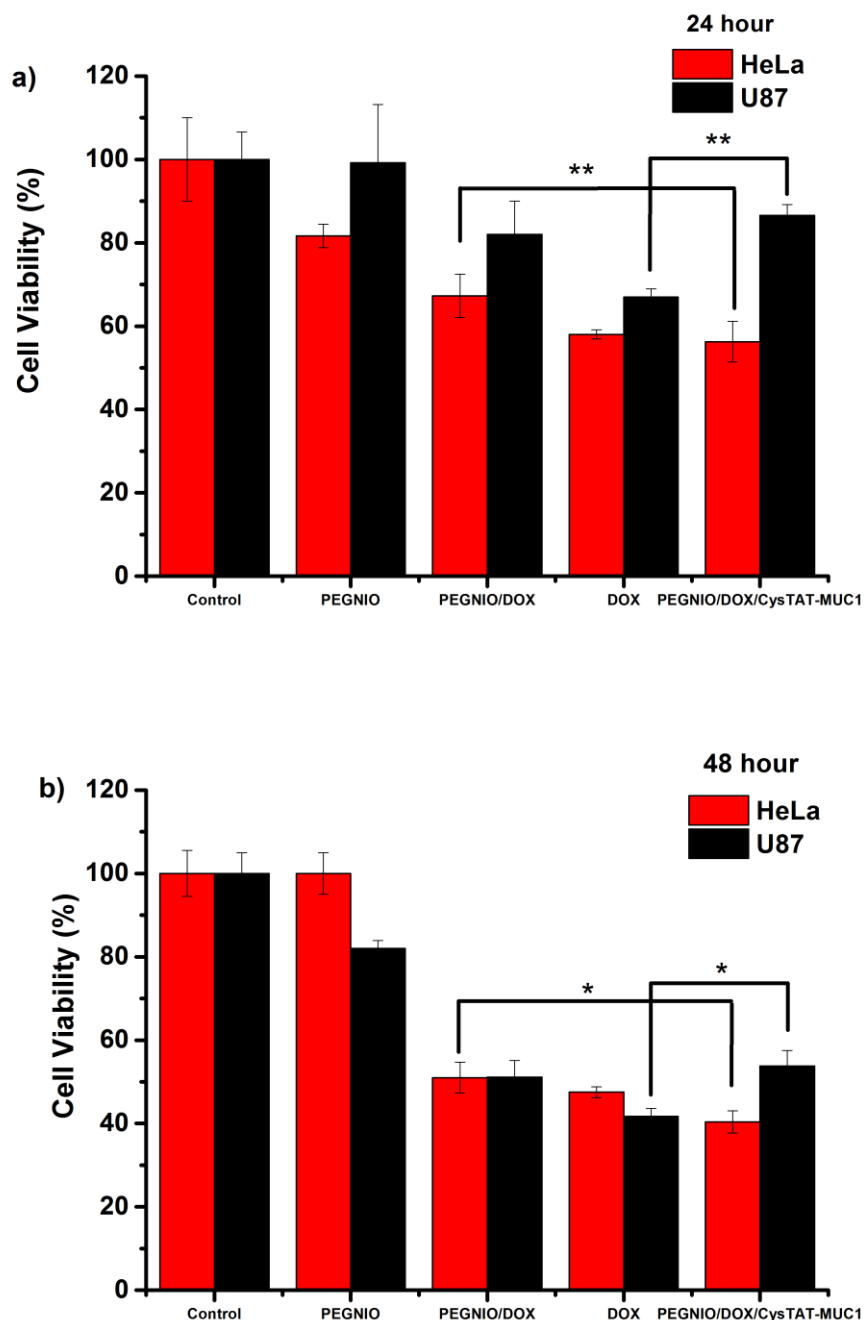 24 hour
a)
HeLa
U87
120
100
80
60
40
20
0
Cell Viability (%)
**
**
Control PEGNIO PEGNIO/DOX DOX PEGNIO/DOX/CysTAT-MUC1
48 hour
b)
HeLa
U87
120
100
80
60
40
20
0
Cell Viability (%)
*
*
Control PEGNIO PEGNIO/DOX DOX PEGNIO/DOX/CysTAT-MUC1